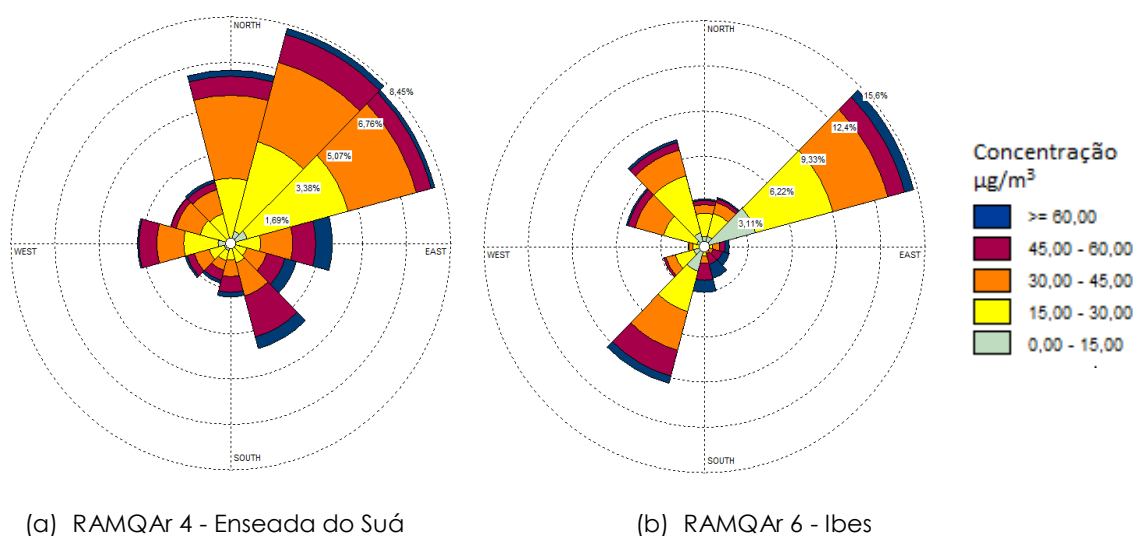 NORTH
8,45%
6,76%
5,07%
3,38%
1,69%
WEST
EAST
SOUTH
NORTH
15,6%
12,4%
9,33%
6,22%
3,11%
WEST
EAST
SOUTH
Concentração
µg/m³
>= 60,00
45,00 - 60,00
30,00 - 45,00
15,00 - 30,00
0,00 - 15,00
(a) RAMQAr 4 - Enseada do Suá
(b) RAMQAr 6 - Ibes